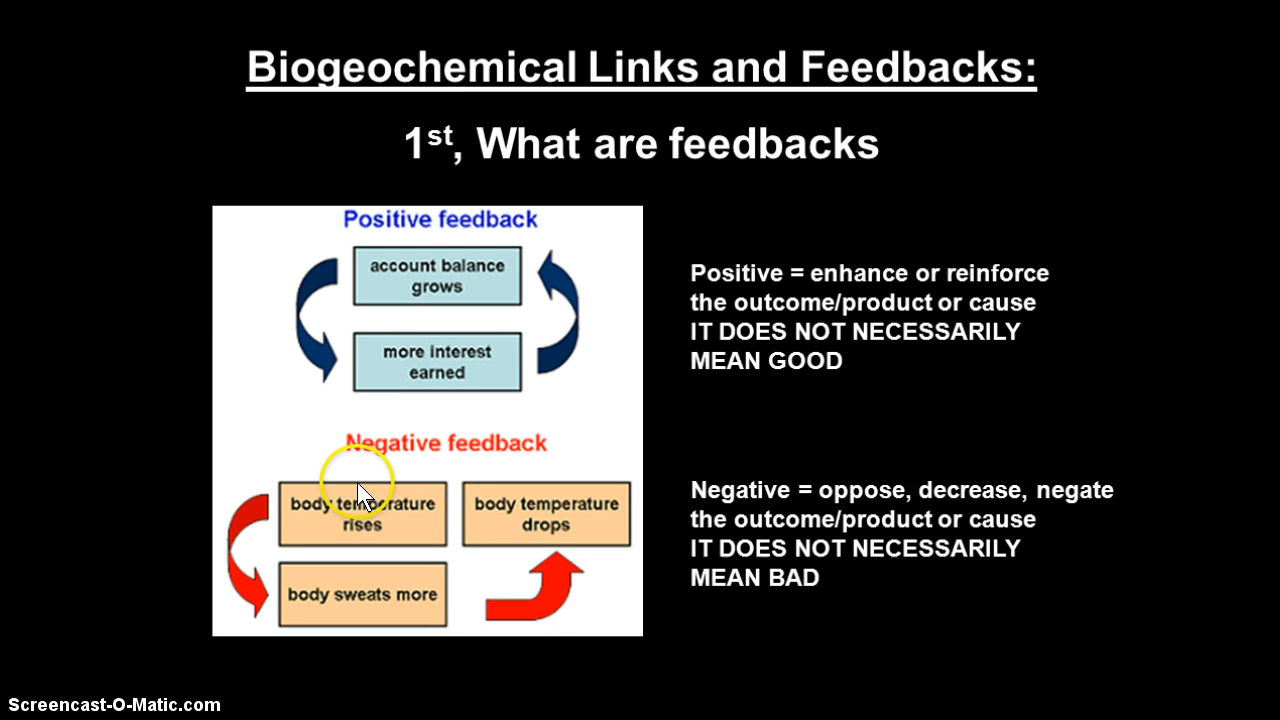 Biogeochemical Links and Feedbacks:
1st, What are feedbacks
Positive feedback
account balance
grows
more interest
earned
Positive = enhance or reinforce
the outcome/product or cause
IT DOES NOT NECESSARILY
MEAN GOOD
Negative feedback
body temperature
rises
body temperature
drops
body sweats more
Negative = oppose, decrease, negate
the outcome/product or cause
IT DOES NOT NECESSARILY
MEAN BAD
Screencast-O-Matic.com